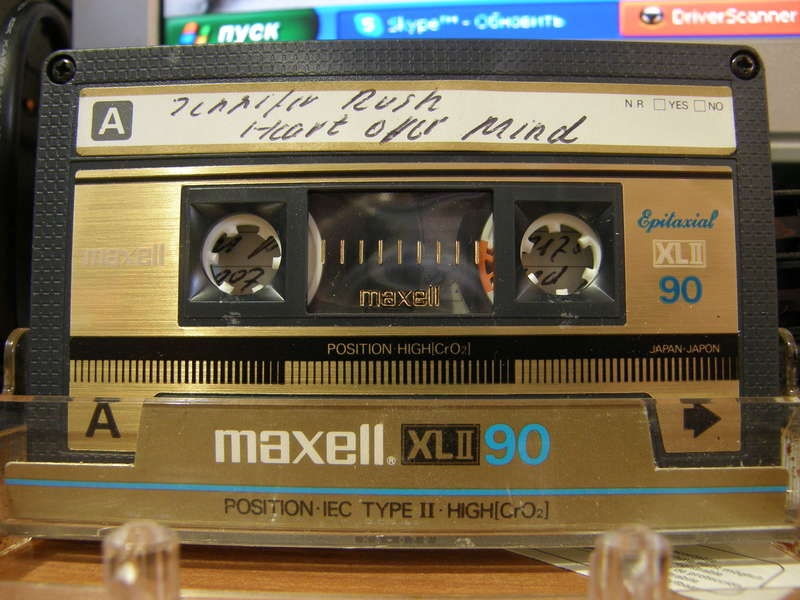 пуск
Skype™ - Обновить
DriverScanner
A
Jennifer Rush
Heart over Mind
N R YES NO
maxell
maxell
Epitaxial
XLII
90
POSITION·HIGH[CrO₂]
JAPAN·JAPON
A
maxell® XLII 90
POSITION·IEC TYPE II·HIGH[CrO₂]